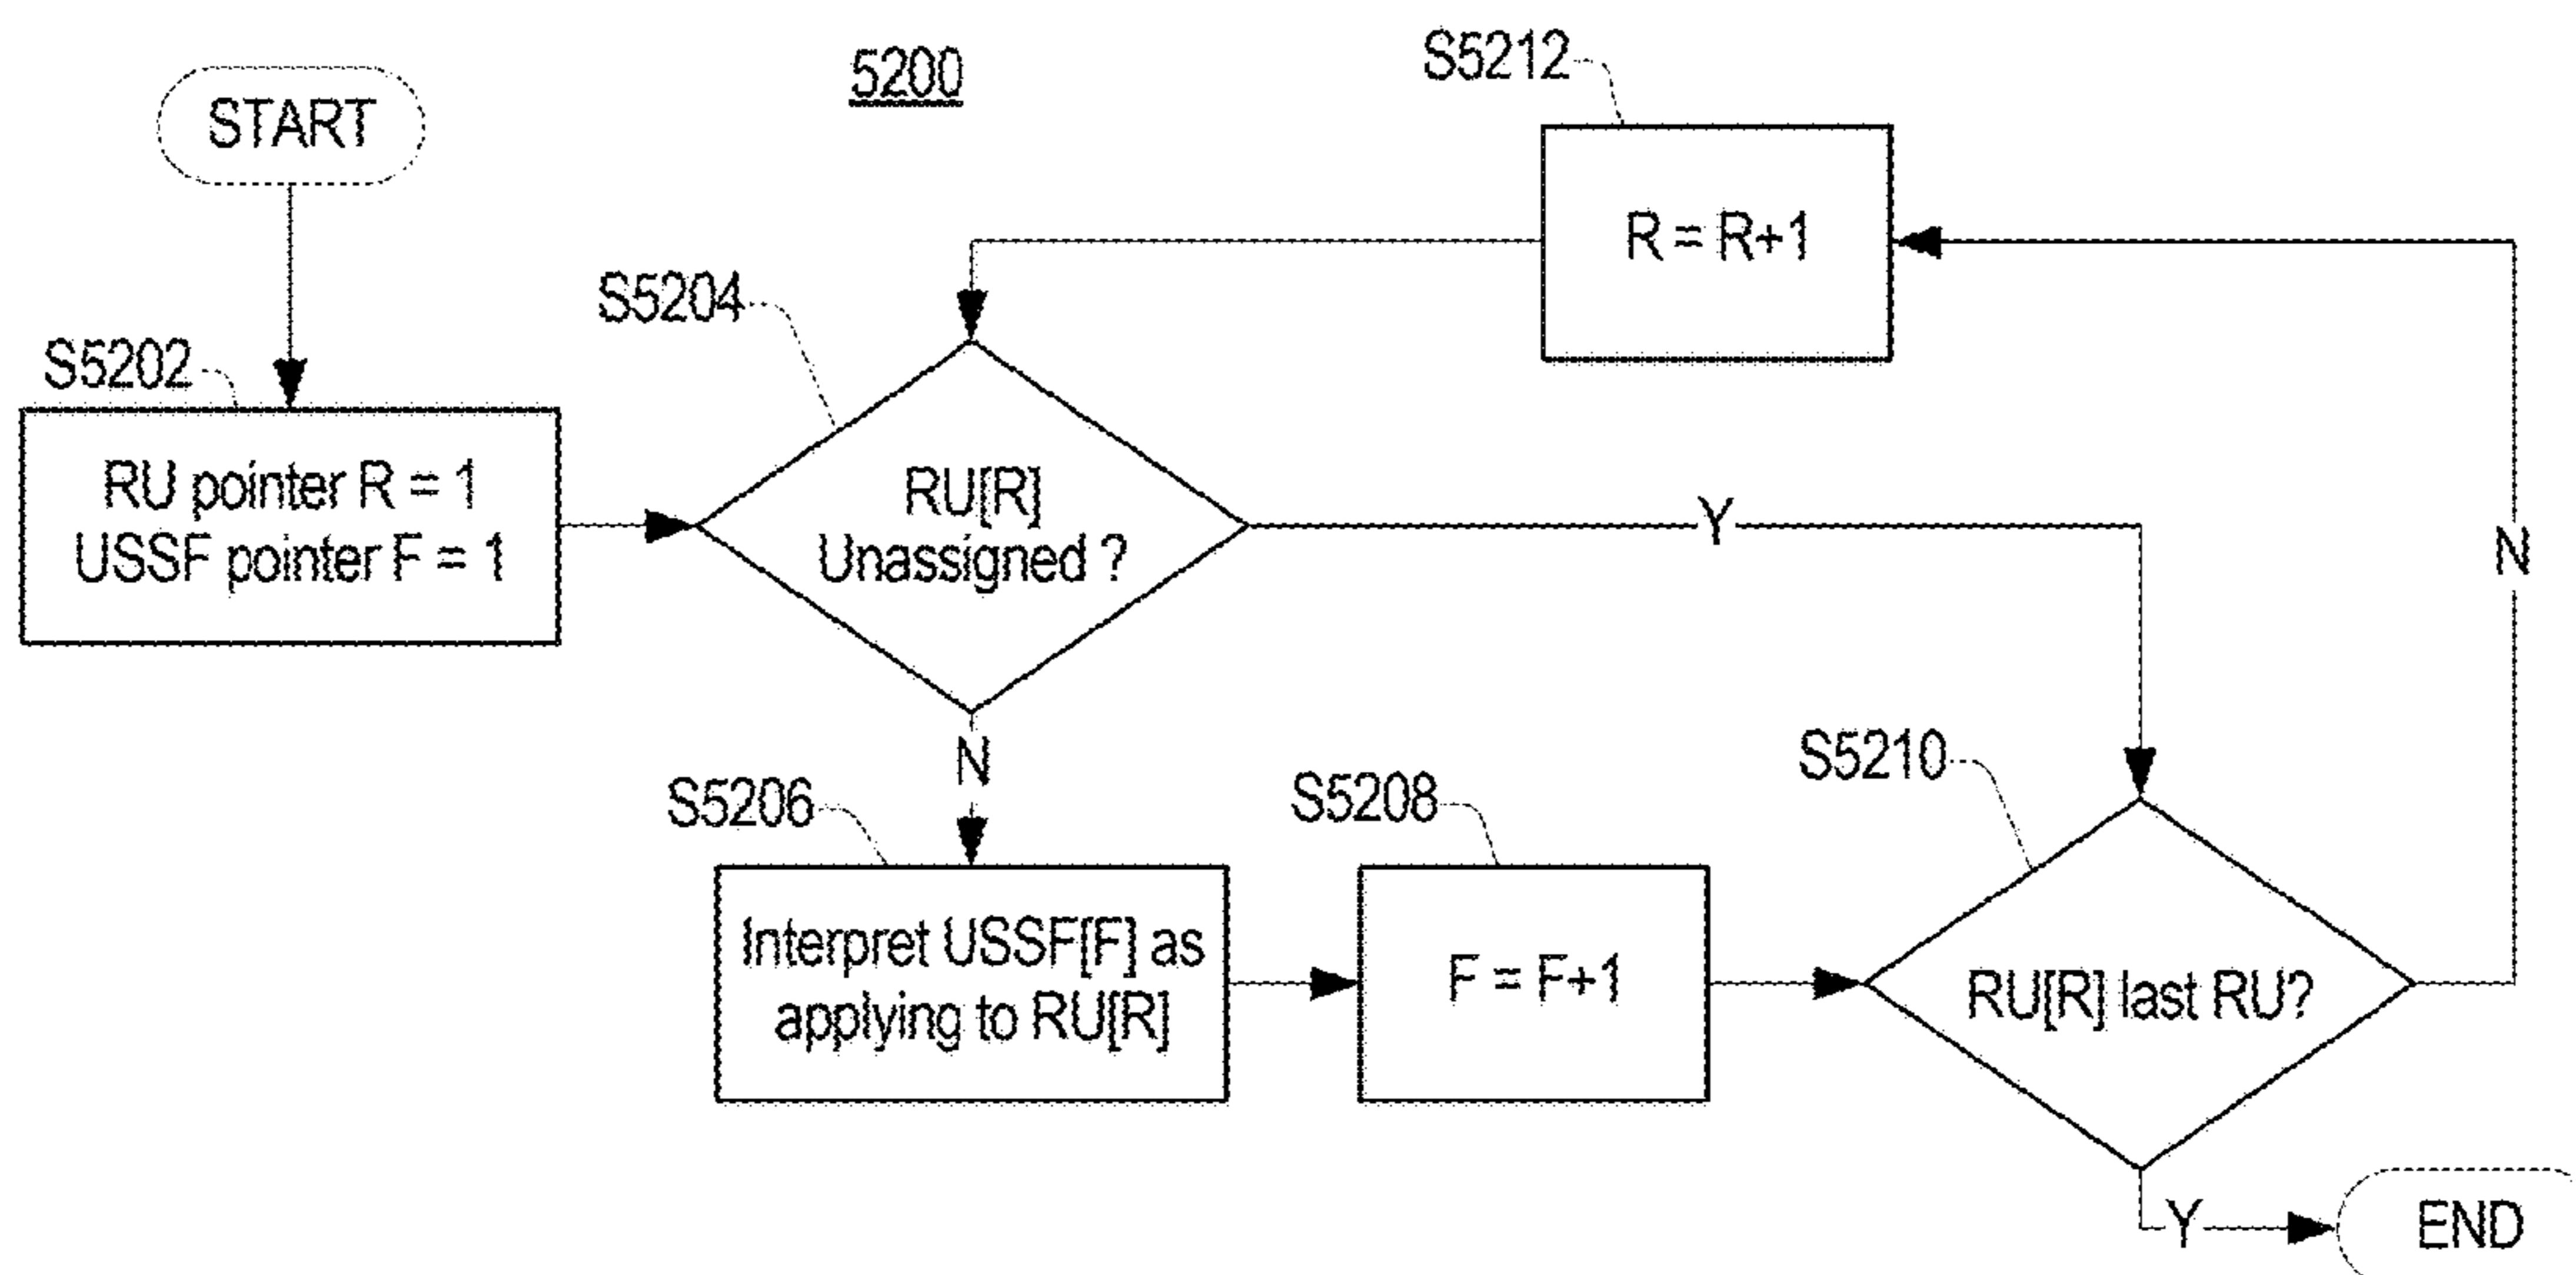 5200
START
S5202
RU pointer R = 1
USSF pointer F = 1
S5204
RU[R]
Unassigned ?
Y
N
S5206
Interpret USSF[F] as
applying to RU[R]
S5208
F = F+1
S5210
RU[R] last RU?
N
S5212
R = R+1
Y
END